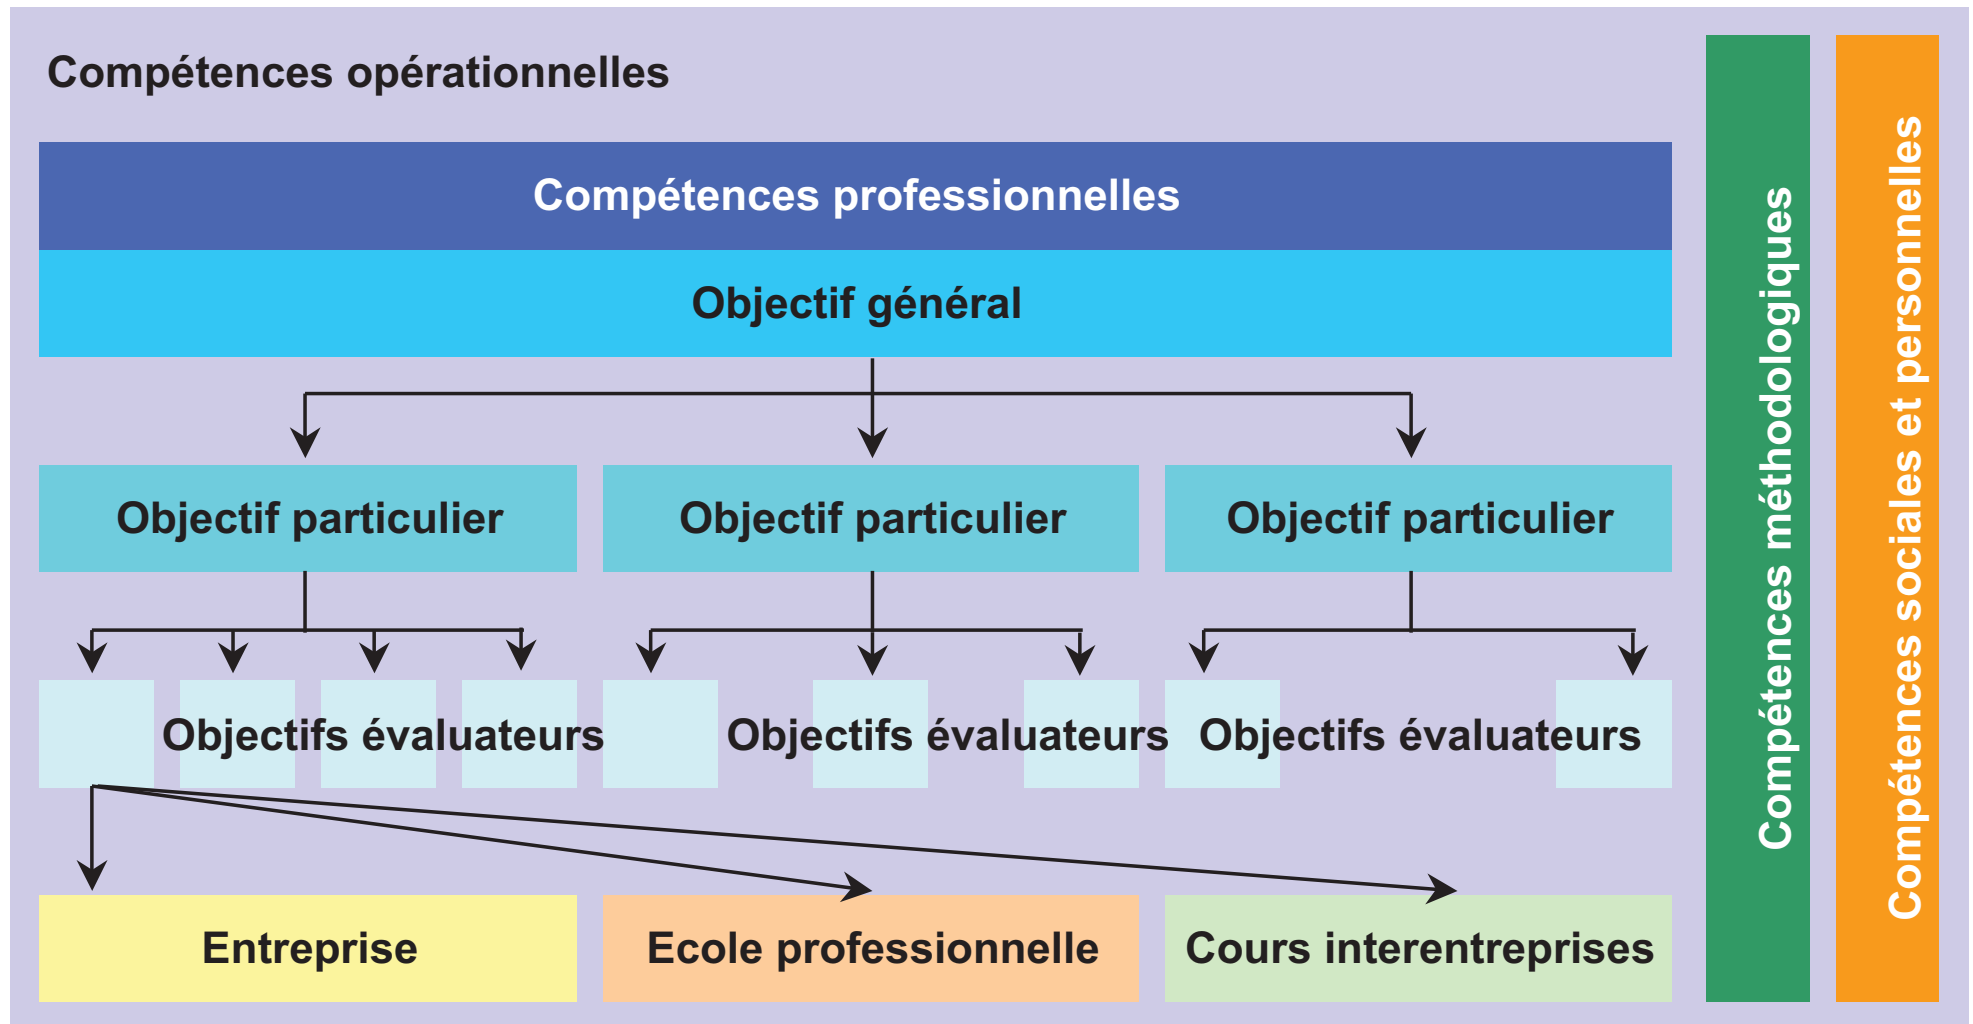 Compétences opérationnelles
Compétences professionnelles
Objectif général
Objectif particulier
Objectif particulier
Objectif particulier
Objectifs évaluateurs
Objectifs évaluateurs
Objectifs évaluateurs
Entreprise
Ecole professionnelle
Cours interentreprises
Compétences méthodologiques
Compétences sociales et personnelles